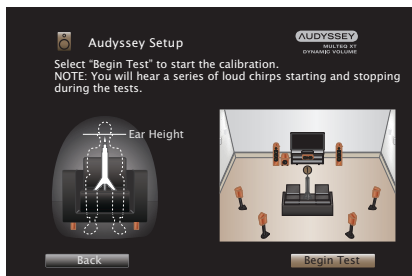 Audyssey Setup
AUDYSSEY
MULTEQ XT
DYNAMIC VOLUME
Select “Begin Test” to start the calibration.
NOTE: You will hear a series of loud chirps starting and stopping
during the tests.
Ear Height
Back
Begin Test